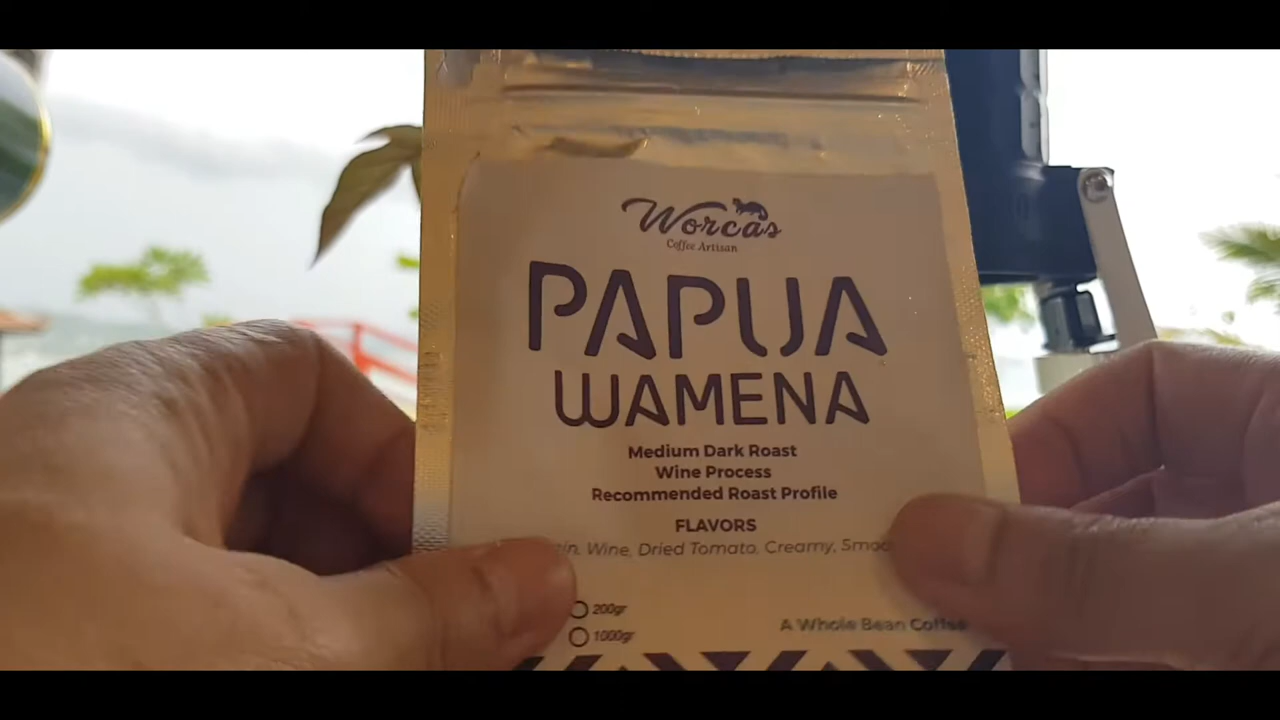 Worcas
Coffee Artisan
PAPUA
WAMENA
Medium Dark Roast
Wine Process
Recommended Roast Profile
FLAVORS
Wine, Dried Tomato, Creamy,
200gr
1000gr
A Whole Bean Coffee